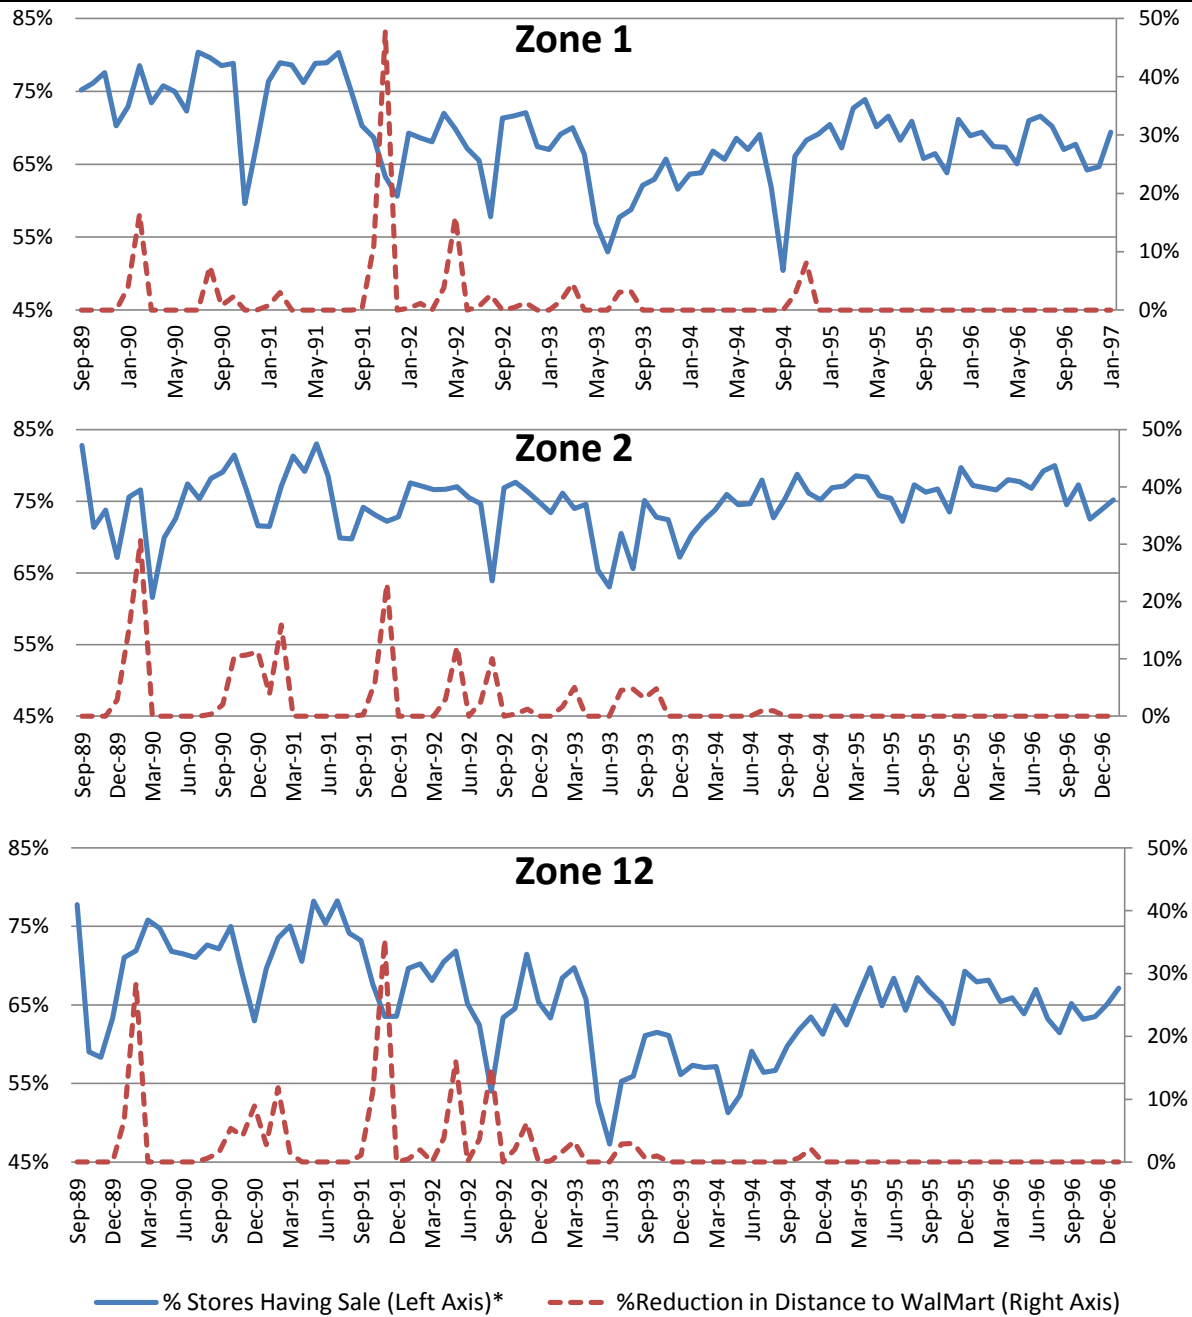 Zone 1
85%
75%
65%
55%
45%
50%
40%
30%
20%
10%
0%
Sep-89
Jan-90
May-90
Sep-90
Jan-91
May-91
Sep-91
Jan-92
May-92
Sep-92
Jan-93
May-93
Sep-93
Jan-94
May-94
Sep-94
Jan-95
May-95
Sep-95
Jan-96
May-96
Sep-96
Jan-97
Zone 2
85%
75%
65%
55%
45%
50%
40%
30%
20%
10%
0%
Sep-89
Dec-89
Mar-90
Jun-90
Sep-90
Dec-90
Mar-91
Jun-91
Sep-91
Dec-91
Mar-92
Jun-92
Sep-92
Dec-92
Mar-93
Jun-93
Sep-93
Dec-93
Mar-94
Jun-94
Sep-94
Dec-94
Mar-95
Jun-95
Sep-95
Dec-95
Mar-96
Jun-96
Sep-96
Dec-96
Zone 12
85%
75%
65%
55%
45%
50%
40%
30%
20%
10%
0%
Sep-89
Dec-89
Mar-90
Jun-90
Sep-90
Dec-90
Mar-91
Jun-91
Sep-91
Dec-91
Mar-92
Jun-92
Sep-92
Dec-92
Mar-93
Jun-93
Sep-93
Dec-93
Mar-94
Jun-94
Sep-94
Dec-94
Mar-95
Jun-95
Sep-95
Dec-95
Mar-96
Jun-96
Sep-96
Dec-96
% Stores Having Sale (Left Axis)* %Reduction in Distance to WalMart (Right Axis)